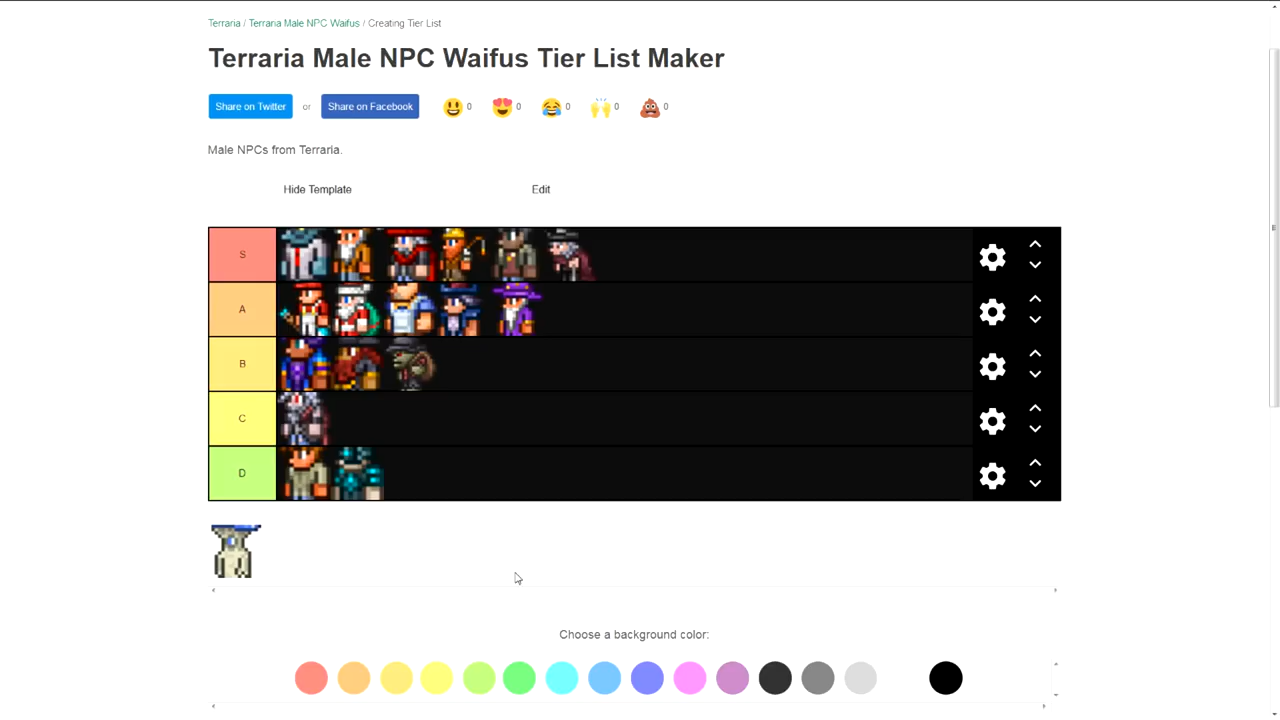 Terraria / Terraria Male NPC Waifus / Creating Tier List
Terraria Male NPC Waifus Tier List Maker
Share on Twitter or Share on Facebook 0 0 0 0 0
Male NPCs from Terraria.
Hide Template Edit
S
A
B
C
D
Choose a background color: